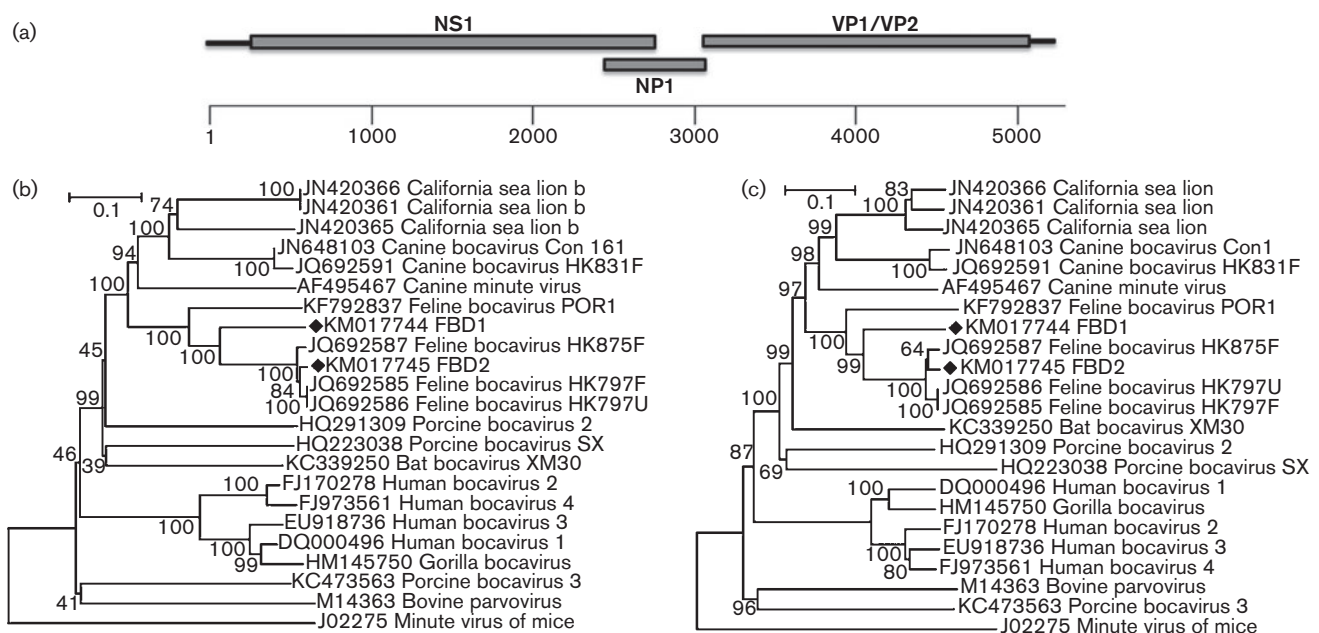 (a)
NS1
VP1/VP2
NP1
1
1000
2000
3000
4000
5000
(b)
0.1
100
JN420366 California sea lion b
JN420361 California sea lion b
74
JN420365 California sea lion b
100
JN648103 Canine bocavirus Con 161
94
100
JQ692591 Canine bocavirus HK831F
100
AF495467 Canine minute virus
KF792837 Feline bocavirus POR1
100
KM017744 FBD1
100
JQ692587 Feline bocavirus HK875F
45
100
KM017745 FBD2
84
JQ692585 Feline bocavirus HK797F
99
100
JQ692586 Feline bocavirus HK797U
HQ291309 Porcine bocavirus 2
46
HQ223038 Porcine bocavirus SX
39
KC339250 Bat bocavirus XM30
100
FJ170278 Human bocavirus 2
FJ973561 Human bocavirus 4
100
EU918736 Human bocavirus 3
100
DQ000496 Human bocavirus 1
99
HM145750 Gorilla bocavirus
KC473563 Porcine bocavirus 3
41
M14363 Bovine parvovirus
J02275 Minute virus of mice
(c)
0.1
83
JN420366 California sea lion
100
JN420361 California sea lion
99
JN420365 California sea lion
98
JN648103 Canine bocavirus Con1
100
JQ692591 Canine bocavirus HK831F
97
AF495467 Canine minute virus
KF792837 Feline bocavirus POR1
100
KM017744 FBD1
99
64
JQ692587 Feline bocavirus HK875F
99
KM017745 FBD2
100
JQ692586 Feline bocavirus HK797U
100
100
JQ692585 Feline bocavirus HK797F
KC339250 Bat bocavirus XM30
87
HQ291309 Porcine bocavirus 2
69
HQ223038 Porcine bocavirus SX
100
DQ000496 Human bocavirus 1
HM145750 Gorilla bocavirus
FJ170278 Human bocavirus 2
100
EU918736 Human bocavirus 3
80
FJ973561 Human bocavirus 4
M14363 Bovine parvovirus
96
KC473563 Porcine bocavirus 3
J02275 Minute virus of mice